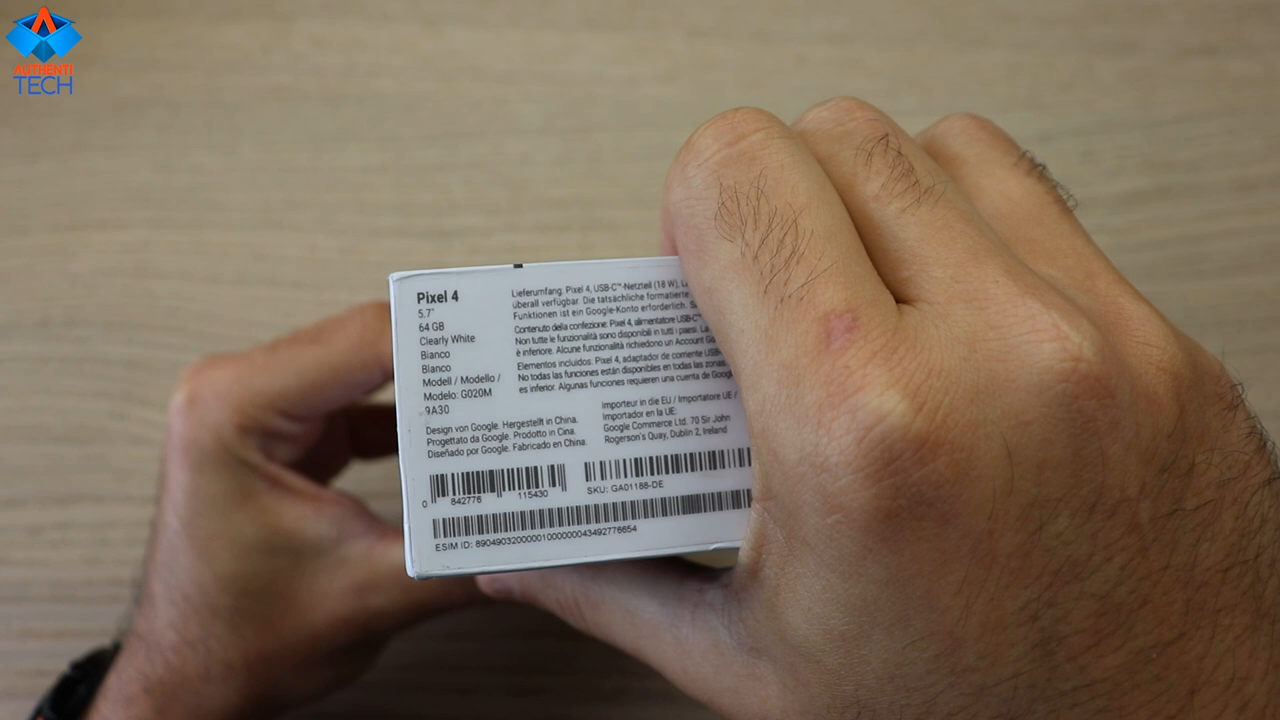 AUTHENTI
TECH
Pixel 4
5.7"
64 GB
Clearly White
Bianco
Blanco
Modell / Modello /
Modelo: G020M
9A30
Lieferumfang: Pixel 4, USB-C™-Netzteil (18 W),
überall verfügbar. Die tatsächliche formatierte
Funktionen ist ein Google-Konto erforderlich.
Contenuto della confezione: Pixel 4, alimentatore USB-C™
Non tutte le funzionalità sono disponibili in tutti i paesi. La
è inferiore. Alcune funzionalità richiedono un Account
Elementos incluidos: Pixel 4, adaptador de corriente USB-
No todas las funciones están disponibles en todas las zonas.
es inferior. Algunas funciones requieren una cuenta de Google
Design von Google. Hergestellt in China.
Progettato da Google. Prodotto in Cina.
Diseñado por Google. Fabricado en China.
Importeur in die EU / Importatore UE /
Importador en la UE:
Google Commerce Ltd. 70 Sir John
Rogerson's Quay, Dublin 2, Ireland
0 842776 115430
SKU: GA01188-DE
ESIM ID: 89049032000001000000043492776654